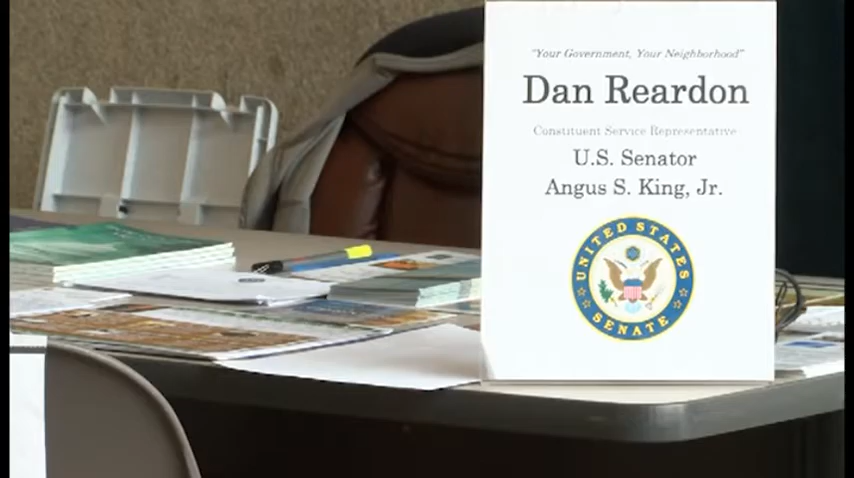 "Your Government, Your Neighborhood"
Dan Reardon
Constituent Service Representative
U.S. Senator
Angus S. King, Jr.
UNITED STATES
SENATE